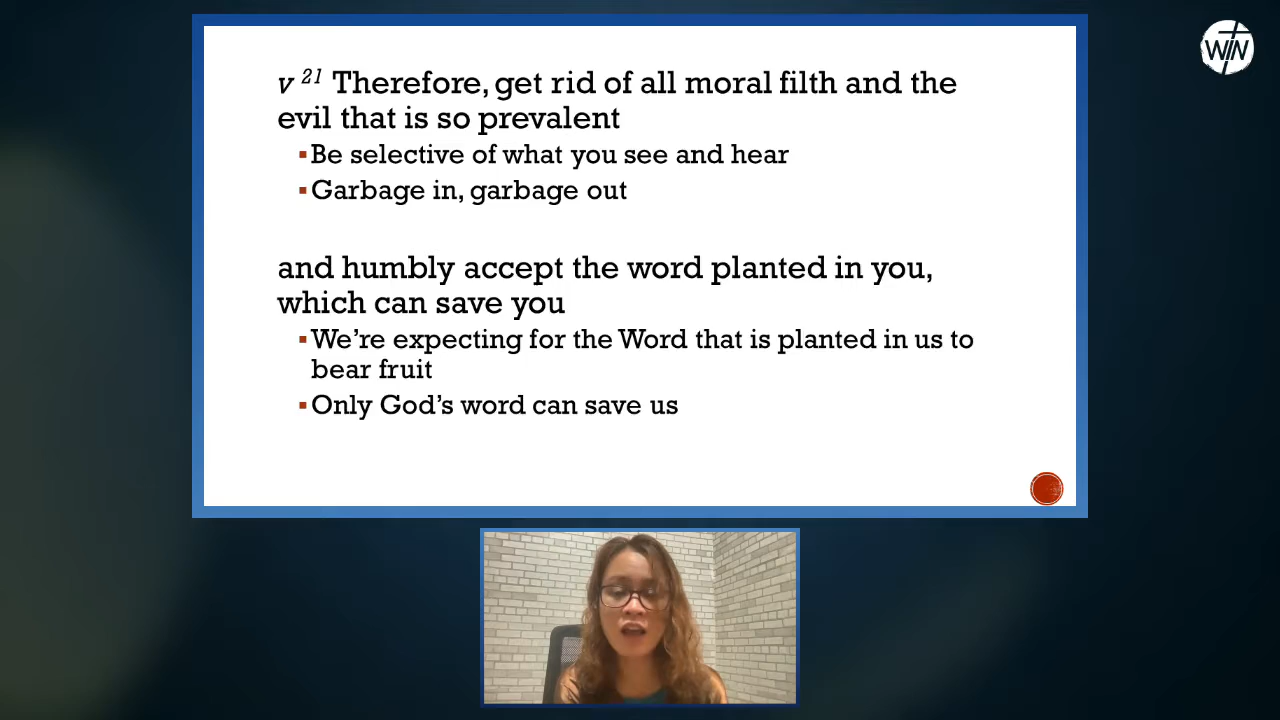 WIN
v 21 Therefore, get rid of all moral filth and the
evil that is so prevalent
▪Be selective of what you see and hear
▪Garbage in, garbage out
and humbly accept the word planted in you,
which can save you
▪We’re expecting for the Word that is planted in us to
bear fruit
▪Only God’s word can save us